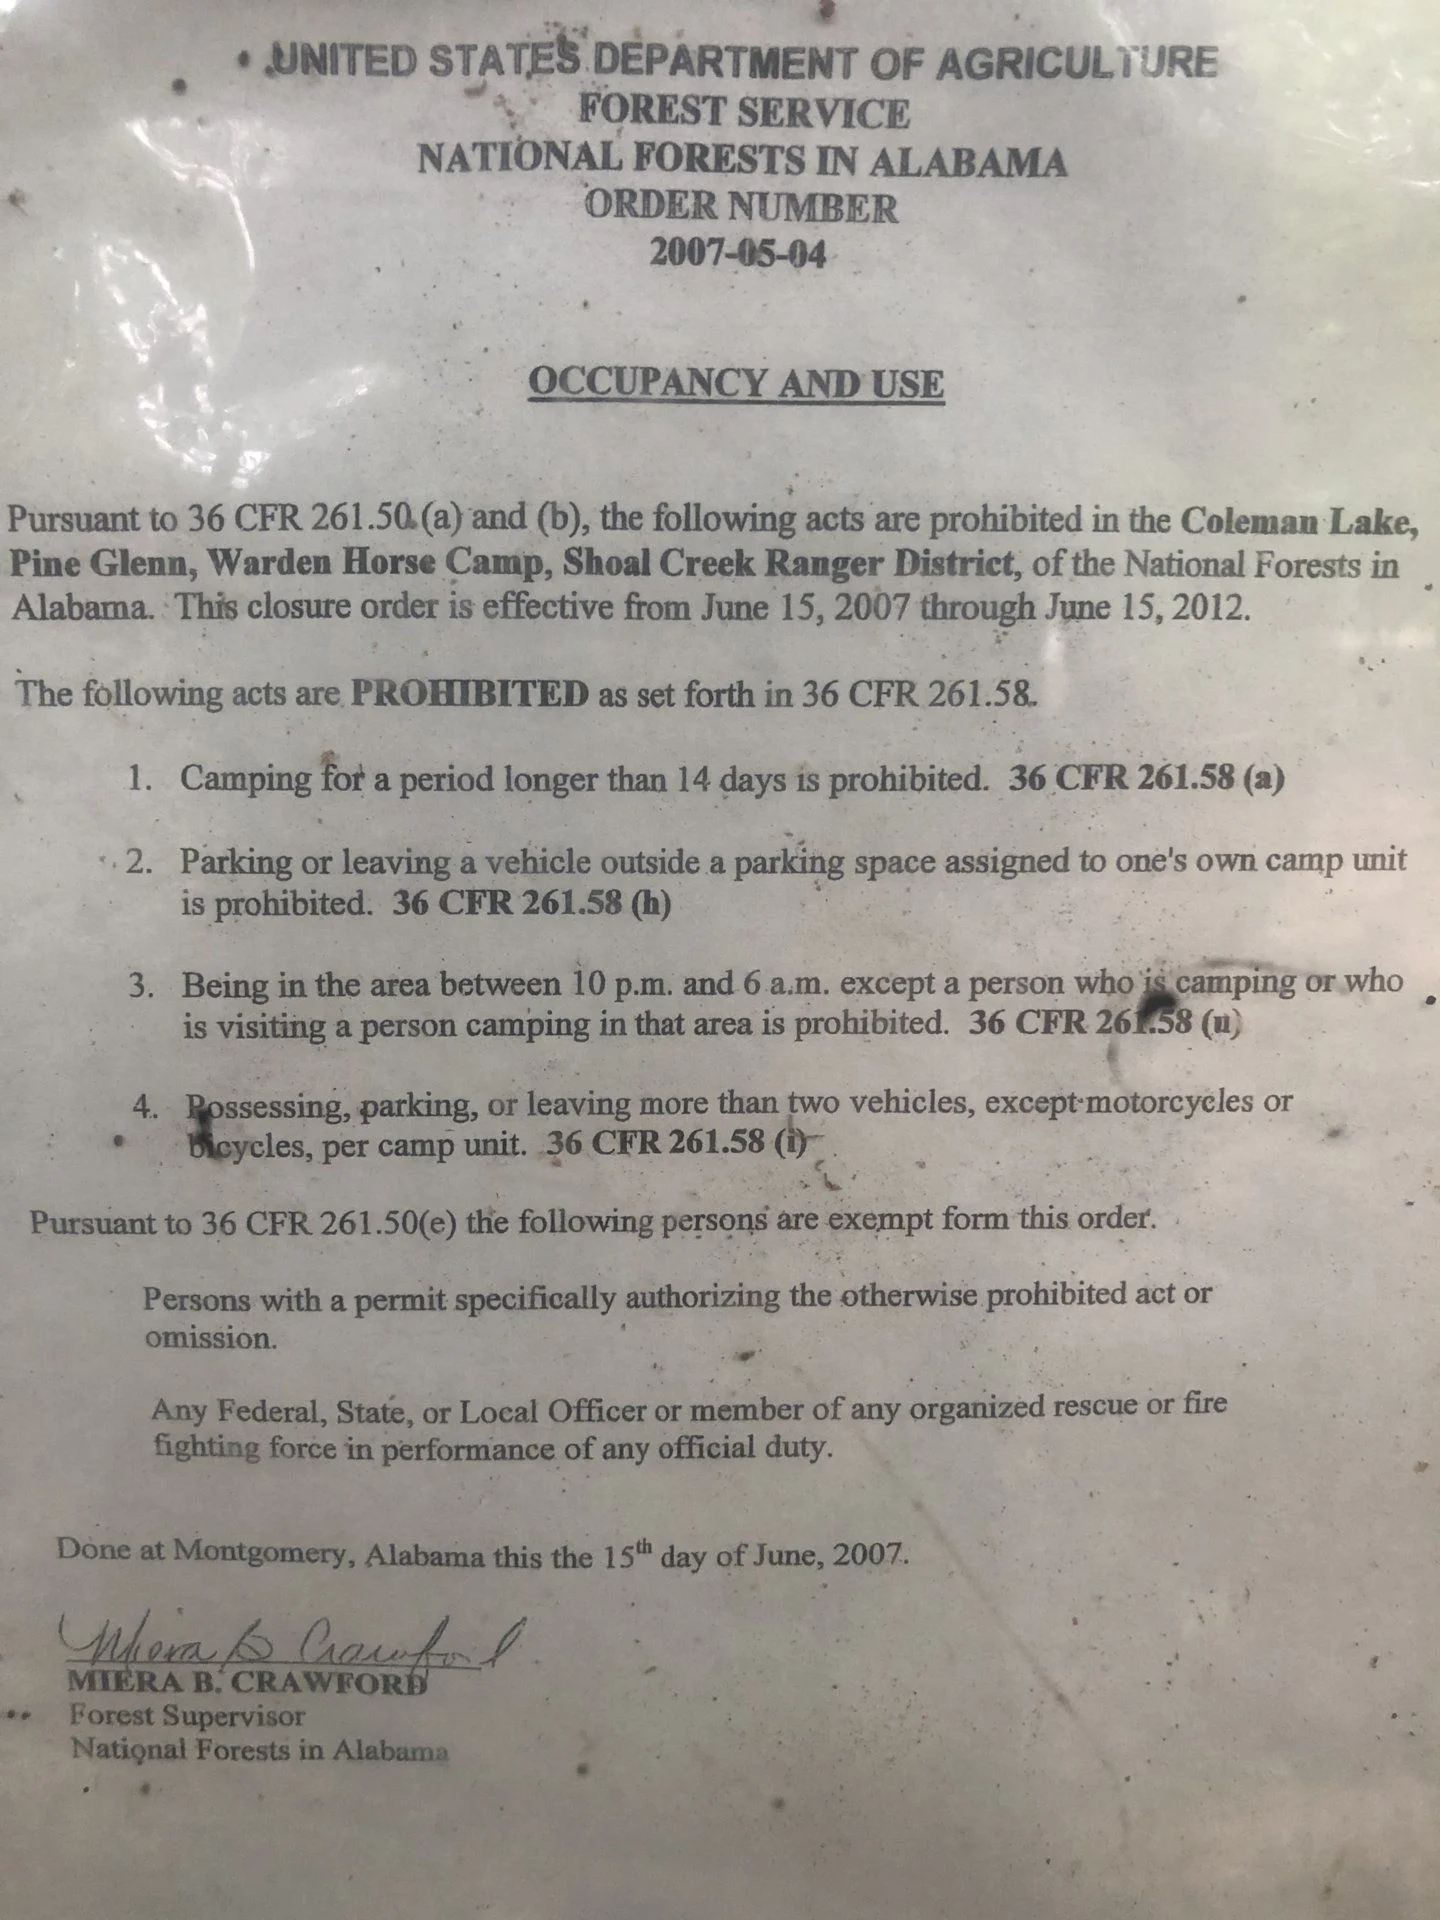 UNITED STATES DEPARTMENT OF AGRICULTURE
FOREST SERVICE
NATIONAL FORESTS IN ALABAMA
ORDER NUMBER
2007-05-04
OCCUPANCY AND USE
Pursuant to 36 CFR 261.50 (a) and (b), the following acts are prohibited in the Coleman Lake,
Pine Glenn, Warden Horse Camp, Shoal Creek Ranger District, of the National Forests in
Alabama. This closure order is effective from June 15, 2007 through June 15, 2012.
The following acts are PROHIBITED as set forth in 36 CFR 261.58.
1. Camping for a period longer than 14 days is prohibited. 36 CFR 261.58 (a)
2. Parking or leaving a vehicle outside a parking space assigned to one's own camp unit
is prohibited. 36 CFR 261.58 (h)
3. Being in the area between 10 p.m. and 6 a.m. except a person who is camping or who
is visiting a person camping in that area is prohibited. 36 CFR 261.58 (u)
4. Possessing, parking, or leaving more than two vehicles, except motorcycles or
bicycles, per camp unit. 36 CFR 261.58 (i)
Pursuant to 36 CFR 261.50(e) the following persons are exempt form this order.
Persons with a permit specifically authorizing the otherwise prohibited act or
omission.
Any Federal, State, or Local Officer or member of any organized rescue or fire
fighting force in performance of any official duty.
Done at Montgomery, Alabama this the 15th day of June, 2007.
Miera B Crawford
MIERA B. CRAWFORD
Forest Supervisor
National Forests in Alabama